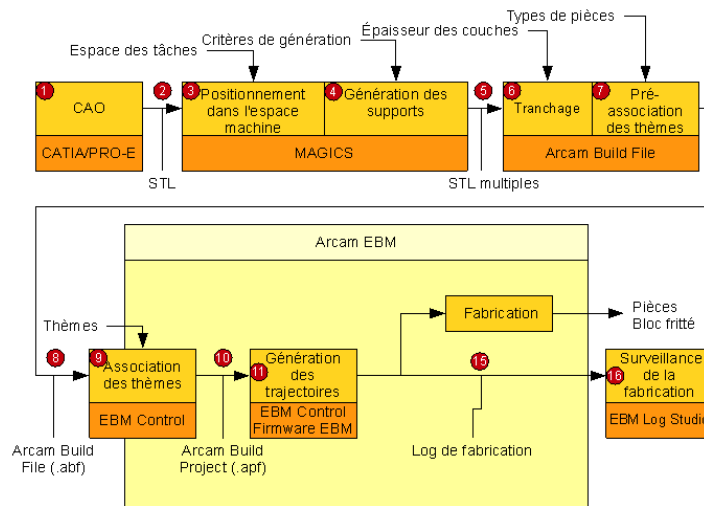 Types de pièces
Épaisseur des couches
Critères de génération
Espace des tâches
1
CAO
CATIA/PRO-E
2
STL
3
Positionnement
dans l'espace
machine
4
Génération des
supports
MAGICS
5
STL multiples
6
Tranchage
7
Pré-
association
des thèmes
Arcam Build File
Arcam EBM
Thèmes
8
Arcam Build
File (.abf)
9
Association
des thèmes
EBM Control
10
Arcam Build
Project (.apf)
11
Génération
des
trajectoires
EBM Control
Firmware EBM
Fabrication
Pièces
Bloc fritté
15
Log de fabrication
16
Surveillance
de la
fabrication
EBM Log Studio